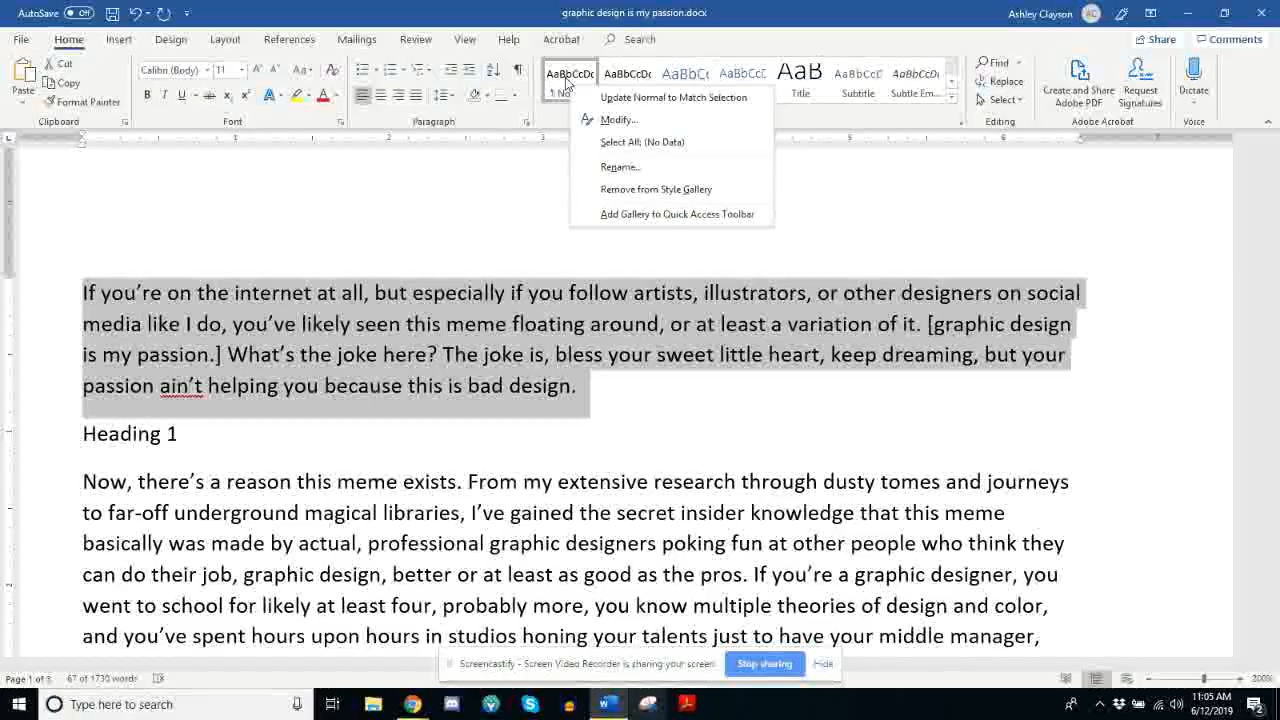 AutoSave Off graphic design is my passion.docx Ashley Clayson AC
File Home Insert Design Layout References Mailings Review View Help Acrobat Search Share Comments
Paste Cut Copy Format Painter
Calibri (Body) 11
AaBbCcDc AaBbCcDc AaBbCc AaBbCcD AaB AaBbCcD AaBbCcDc
¶ No Title Subtitle Subtle Em...
Find Replace Select
Create and Share Adobe PDF Request Signatures Dictate
Clipboard Font Paragraph Editing Adobe Acrobat Voice
Update Normal to Match Selection
Modify...
Select All: (No Data)
Rename...
Remove from Style Gallery
Add Gallery to Quick Access Toolbar
If you’re on the internet at all, but especially if you follow artists, illustrators, or other designers on social
media like I do, you’ve likely seen this meme floating around, or at least a variation of it. [graphic design
is my passion.] What’s the joke here? The joke is, bless your sweet little heart, keep dreaming, but your
passion ain’t helping you because this is bad design.
Heading 1
Now, there’s a reason this meme exists. From my extensive research through dusty tomes and journeys
to far-off underground magical libraries, I’ve gained the secret insider knowledge that this meme
basically was made by actual, professional graphic designers poking fun at other people who think they
can do their job, graphic design, better or at least as good as the pros. If you’re a graphic designer, you
went to school for likely at least four, probably more, you know multiple theories of design and color,
and you’ve spent hours upon hours in studios honing your talents just to have your middle manager,
Screencastify - Screen Video Recorder is sharing your screen. Stop sharing Hide
67 of 1730 words 200%
Type here to search
11:05 AM
6/12/2019